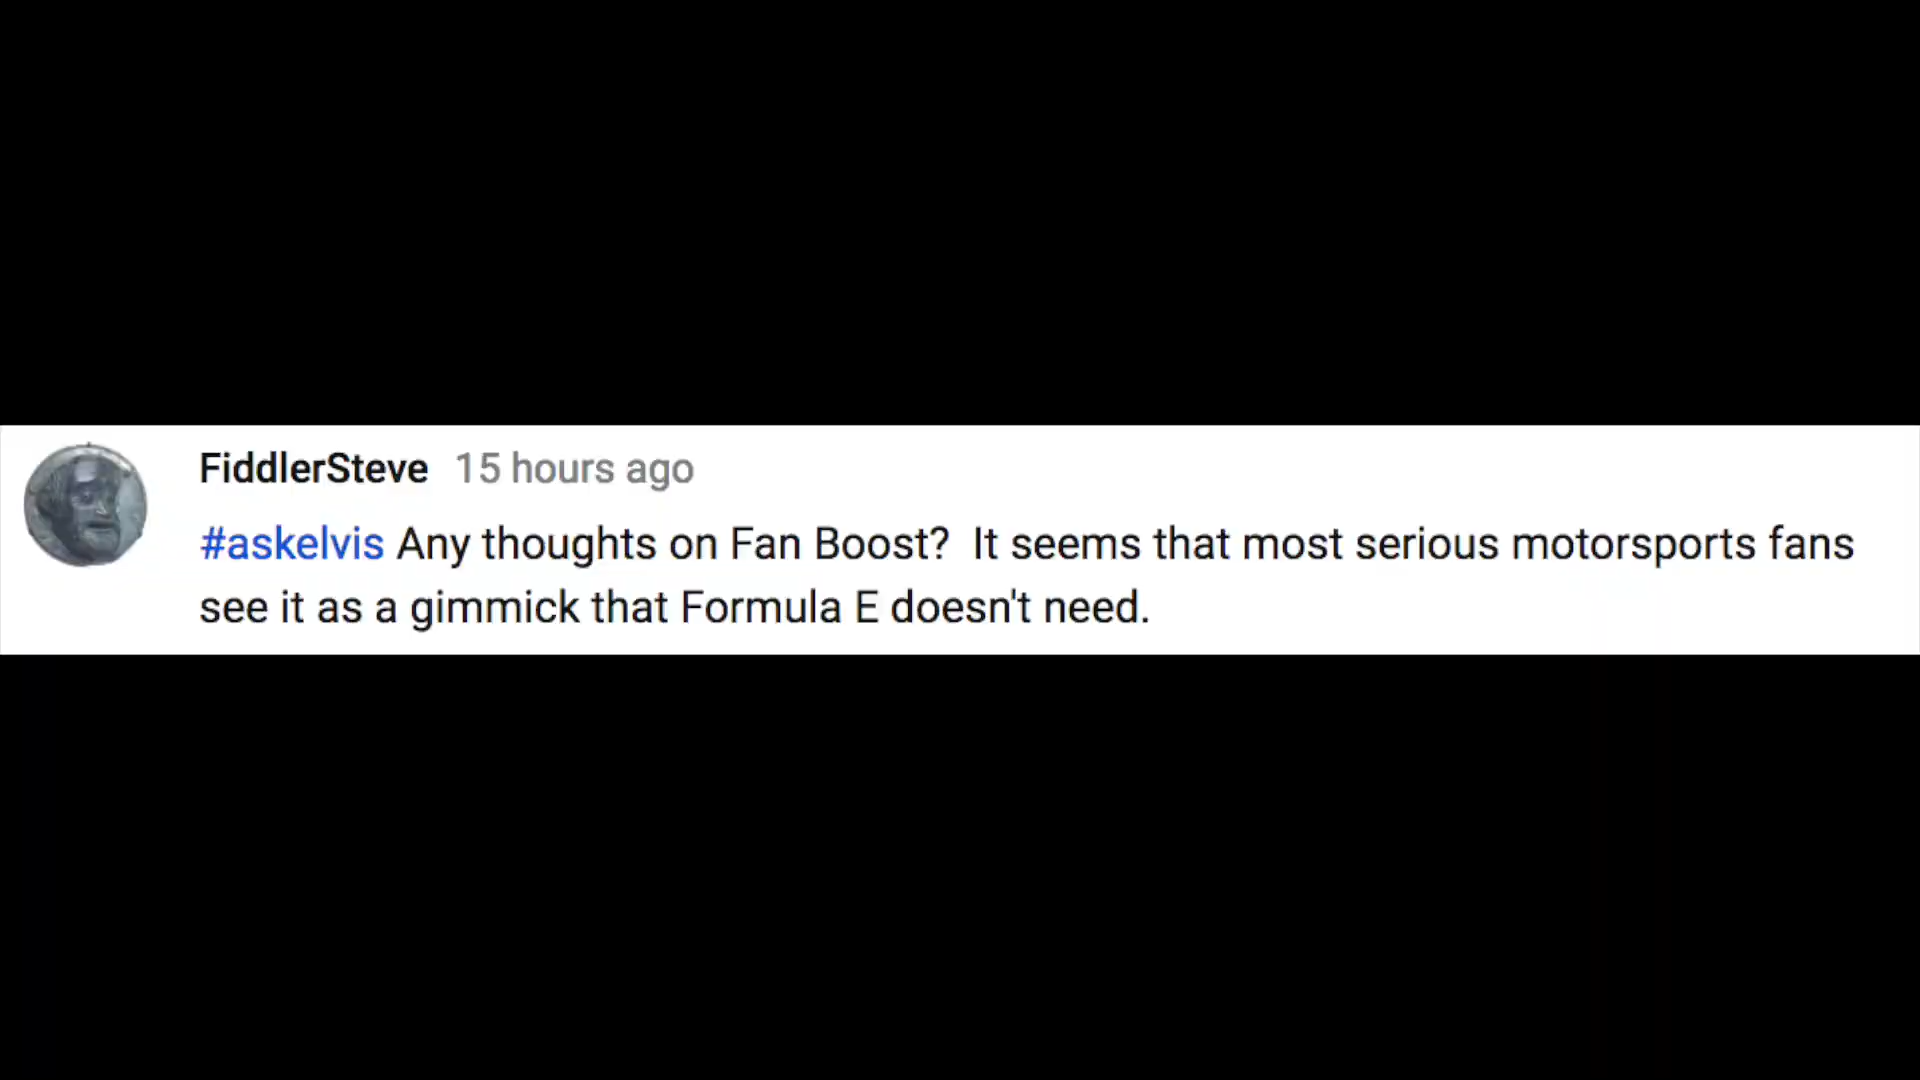 FiddlerSteve 15 hours ago
#askelvis Any thoughts on Fan Boost?  It seems that most serious motorsports fans
see it as a gimmick that Formula E doesn't need.